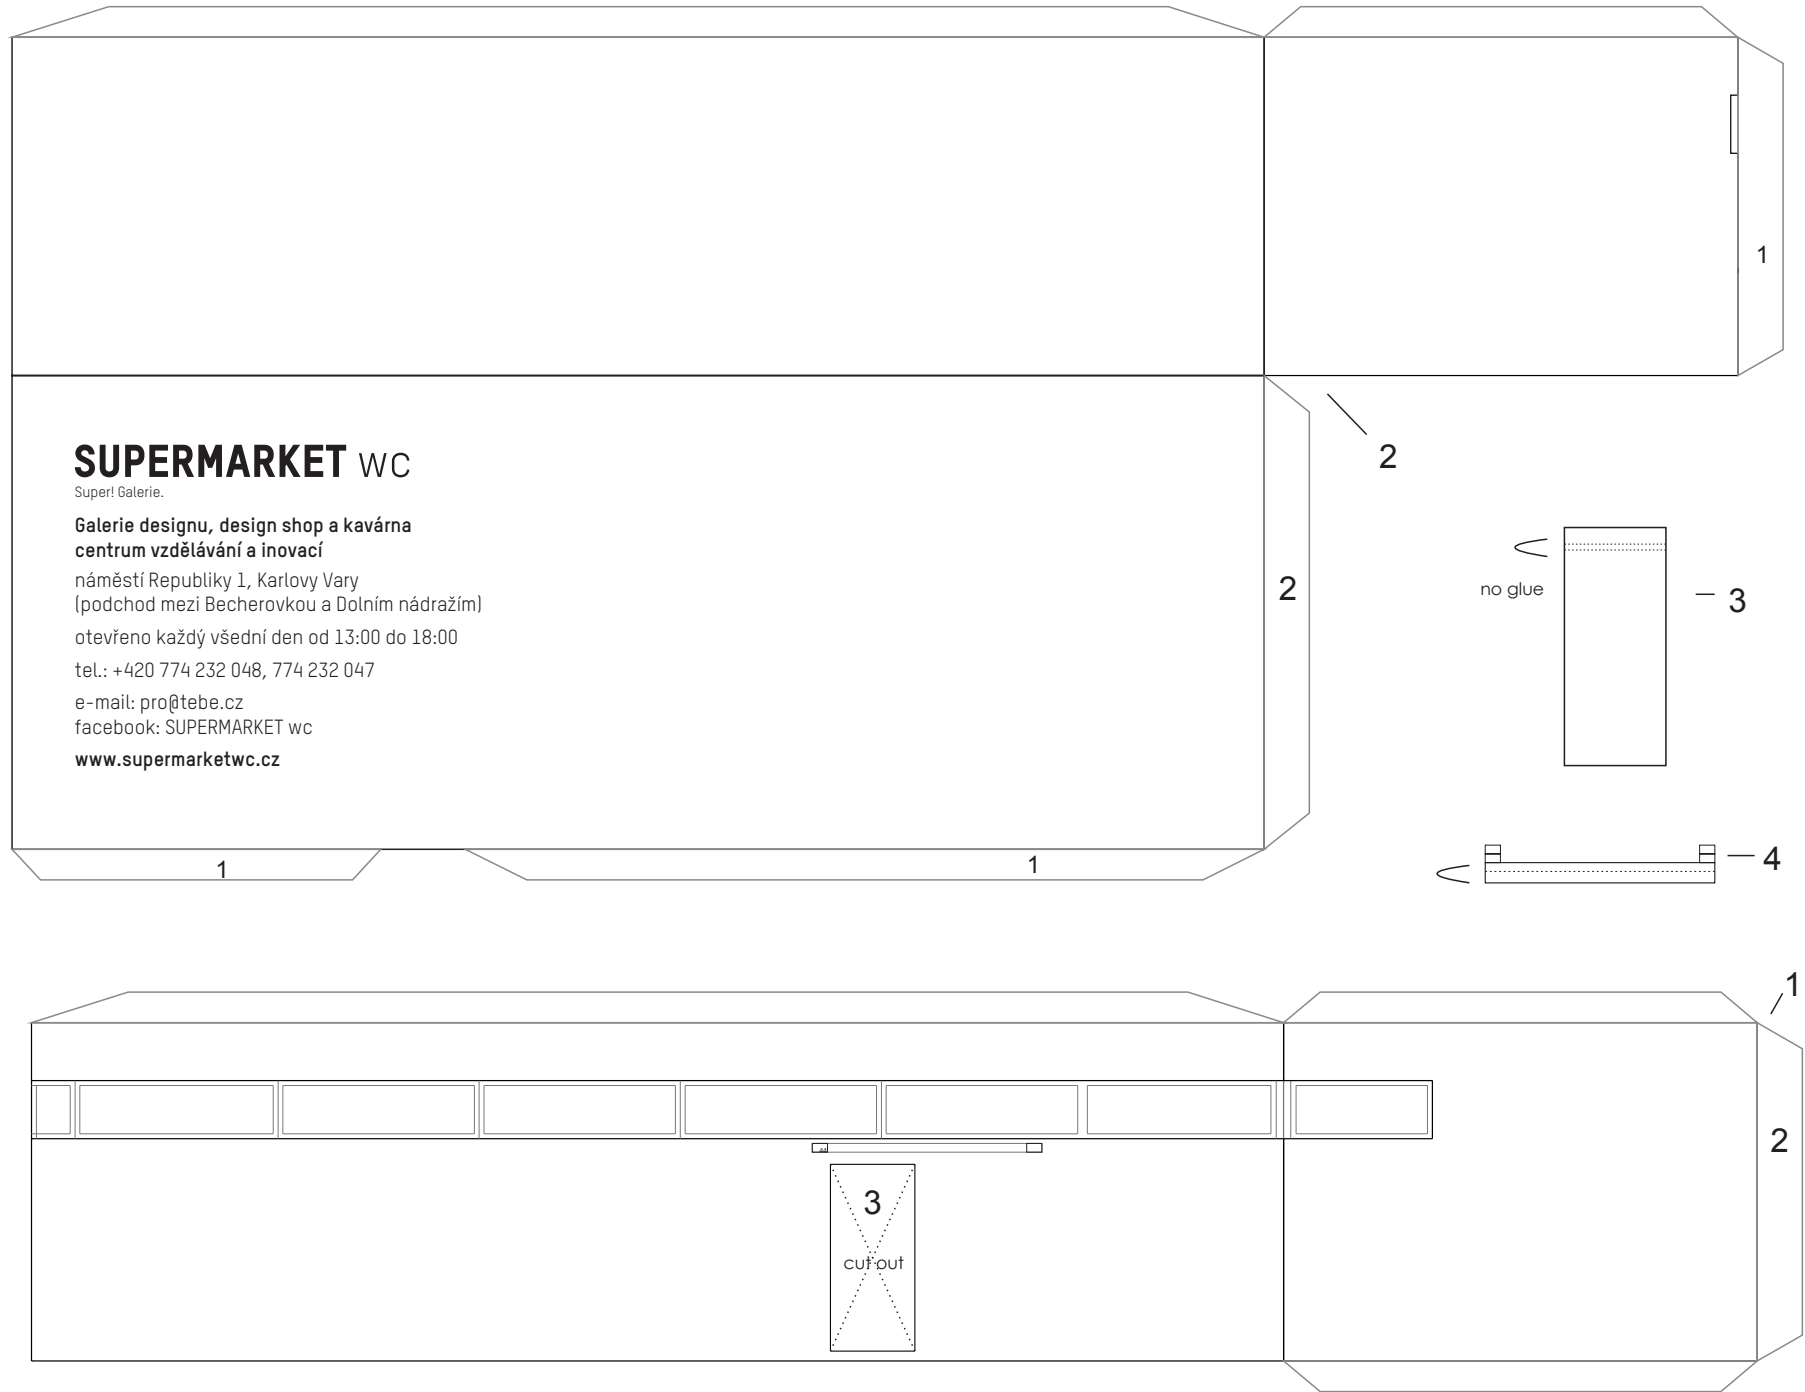 1
2
SUPERMARKET WC
Super! Galerie.
Galerie designu, design shop a kavárna
centrum vzdělávání a inovací
náměstí Republiky 1, Karlovy Vary
(podchod mezi Becherovkou a Dolním nádražím)
otevřeno každý všední den od 13:00 do 18:00
tel.: +420 774 232 048, 774 232 047
e-mail: pro@tebe.cz
facebook: SUPERMARKET wc
www.supermarketwc.cz
2
no glue
3
1
1
4
1
2
3
cut out